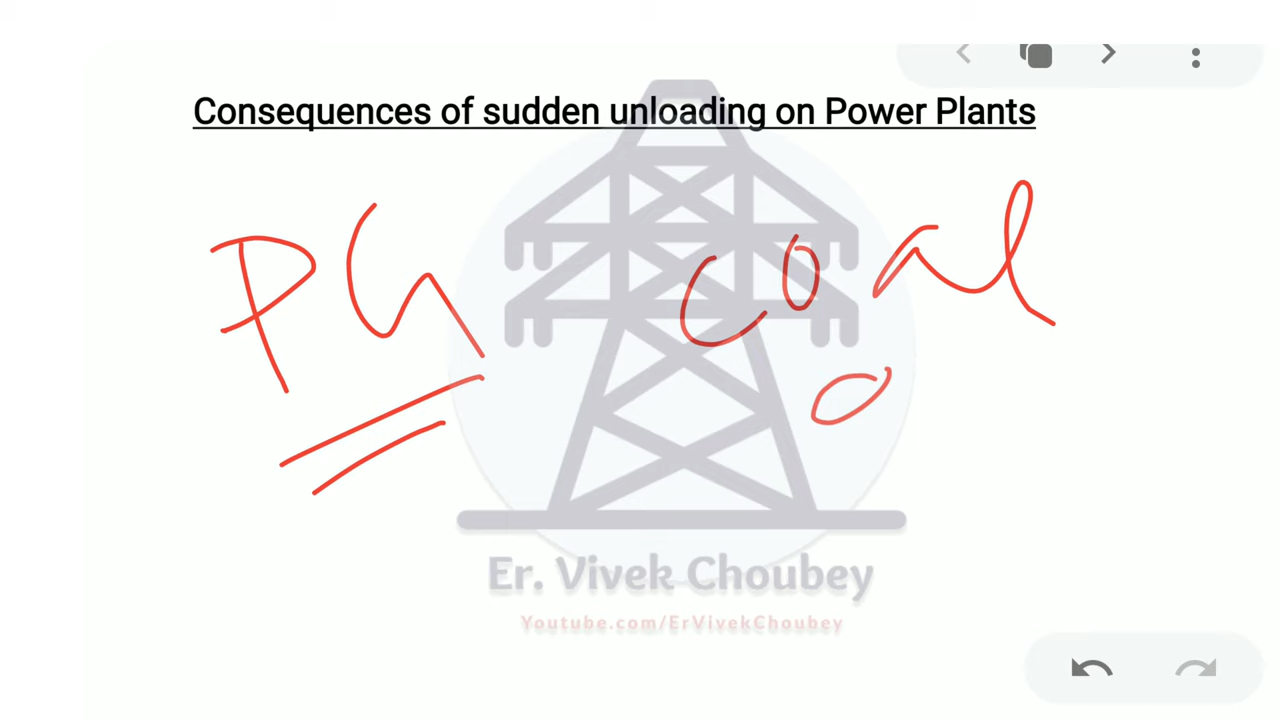 Consequences of sudden unloading on Power Plants
PG coal
Er. Vivek Choubey
Youtube.com/ErVivekChoubey